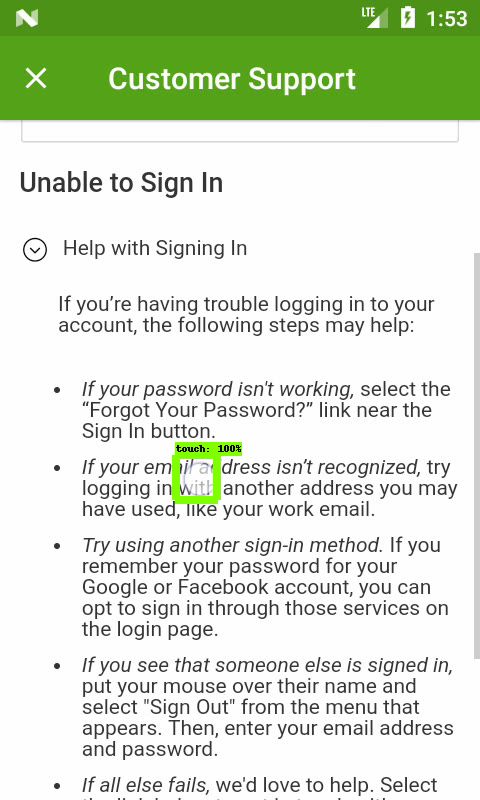 LTE 1:53
Customer Support
Unable to Sign In
Help with Signing In
If you’re having trouble logging in to your
account, the following steps may help:
• If your password isn't working, select the
“Forgot Your Password?” link near the
Sign In button.
touch: 100%
• If your email address isn’t recognized, try
logging in with another address you may
have used, like your work email.
• Try using another sign-in method. If you
remember your password for your
Google or Facebook account, you can
opt to sign in through those services on
the login page.
• If you see that someone else is signed in,
put your mouse over their name and
select "Sign Out" from the menu that
appears. Then, enter your email address
and password.
• If all else fails, we'd love to help. Select